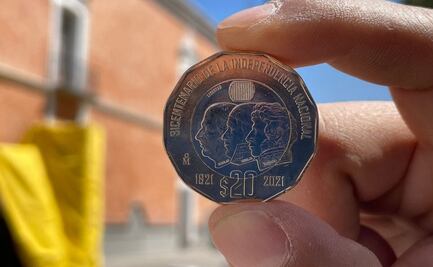 BICENTENARIO DE LA INDEPENDENCIA NACIONAL
M̊
1821 2021
$20